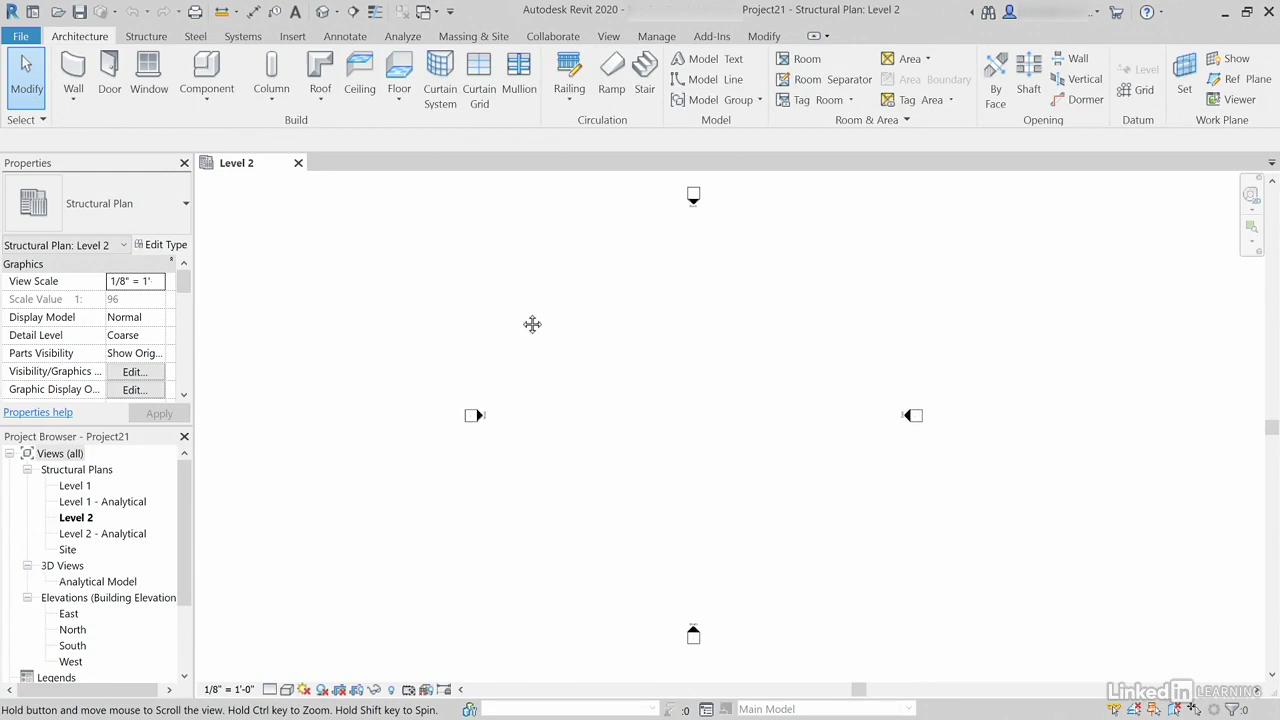 Autodesk Revit 2020 - Project21 - Structural Plan: Level 2
File Architecture Structure Steel Systems Insert Annotate Analyze Massing & Site Collaborate View Manage Add-Ins Modify
Modify Wall Door Window Component Column Roof Ceiling Floor Curtain System Curtain Grid Mullion Railing Ramp Stair
Model Text
Model Line
Model Group
Room
Room Separator
Tag Room
Area
Area Boundary
Tag Area
By Face
Shaft
Wall
Vertical
Dormer
Level
Grid
Set
Show
Ref Plane
Viewer
Select Build Circulation Model Room & Area Opening Datum Work Plane
Properties
Level 2
Structural Plan
Structural Plan: Level 2 Edit Type
Graphics
View Scale 1/8" = 1'
Scale Value 1: 96
Display Model Normal
Detail Level Coarse
Parts Visibility Show Orig...
Visibility/Graphics ... Edit...
Graphic Display O... Edit...
Properties help Apply
Project Browser - Project21
Views (all)
Structural Plans
Level 1
Level 1 - Analytical
Level 2
Level 2 - Analytical
Site
3D Views
Analytical Model
Elevations (Building Elevation
East
North
South
West
Legends
1/8" = 1'-0"
Hold button and move mouse to Scroll the view. Hold Ctrl key to Zoom. Hold Shift key to Spin.
:0
Main Model
:0
LinkedIn LEARNING